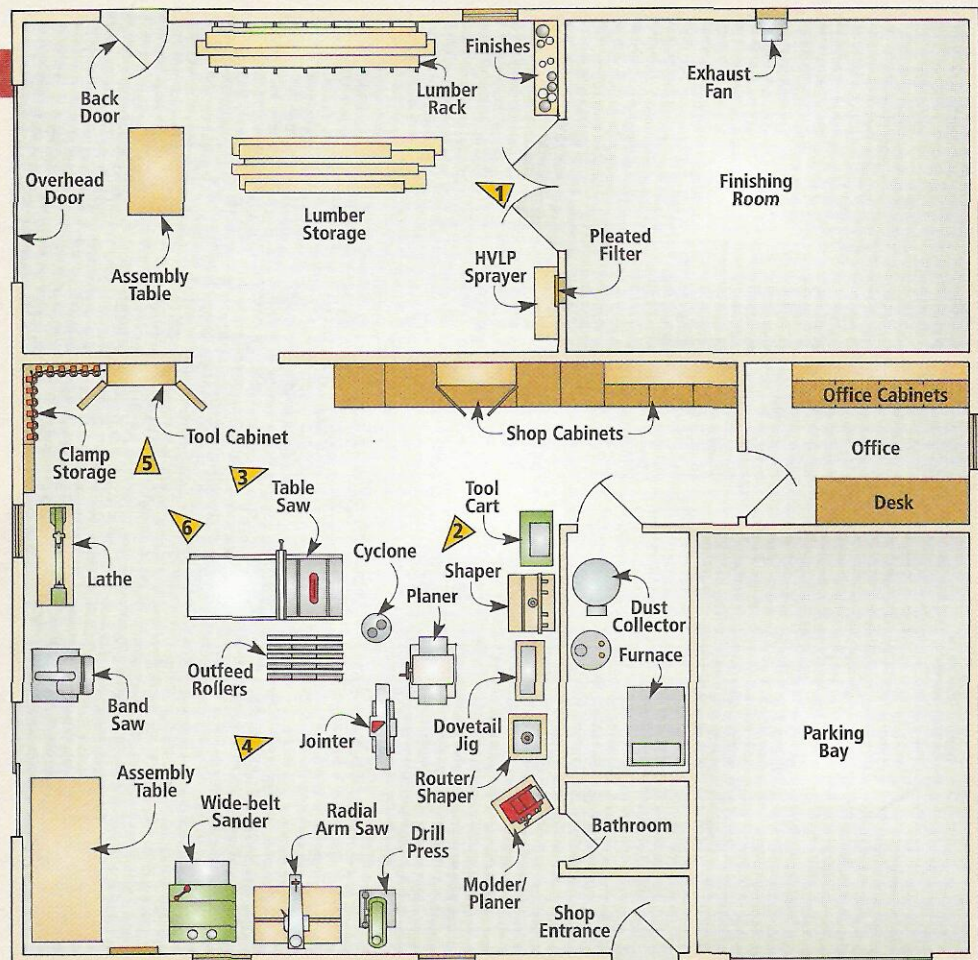 Back
Door
Lumber
Rack
Finishes
Exhaust
Fan
Overhead
Door
Assembly
Table
Lumber
Storage
1
Finishing
Room
HVLP
Sprayer
Pleated
Filter
Clamp
Storage
Tool Cabinet
Shop Cabinets
Office Cabinets
Office
Desk
5
3
6
2
Table
Saw
Tool
Cart
Cyclone
Shaper
Planer
Lathe
Dust
Collector
Furnace
Outfeed
Rollers
Band
Saw
Jointer
Dovetail
Jig
4
Router/
Shaper
Parking
Bay
Assembly
Table
Wide-belt
Sander
Radial
Arm Saw
Drill
Press
Bathroom
Molder/
Planer
Shop
Entrance